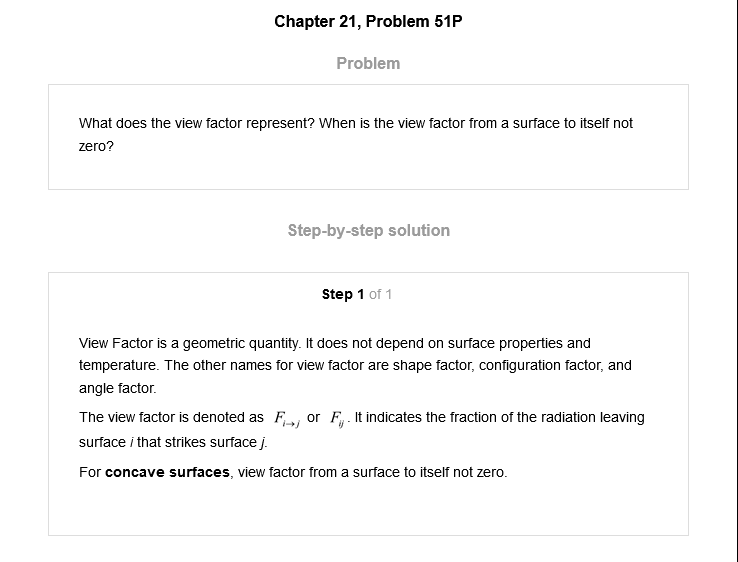 Chapter 21, Problem 51P
Problem
What does the view factor represent? When is the view factor from a surface to itself not
zero?
Step-by-step solution
Step 1 of 1
View Factor is a geometric quantity. It does not depend on surface properties and
temperature. The other names for view factor are shape factor, configuration factor, and
angle factor.
The view factor is denoted as F_{i→j} or F_{ij}. It indicates the fraction of the radiation leaving
surface i that strikes surface j.
For concave surfaces, view factor from a surface to itself not zero.